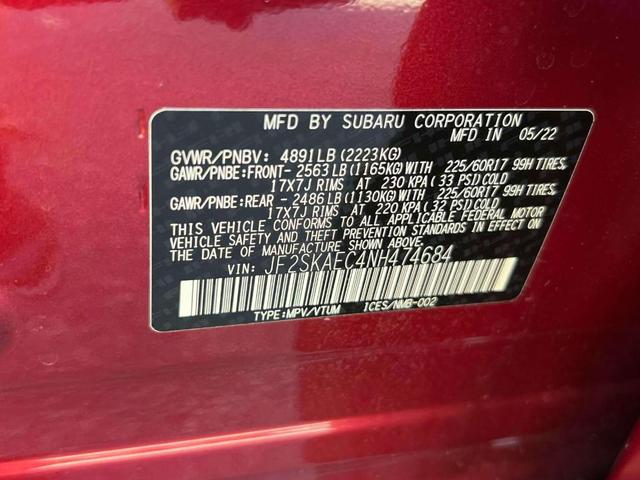 MFD BY SUBARU CORPORATION
MFD IN 05/22
GVWR/PNBV: 4891LB(2223KG)
GAWR/PNBE:FRONT- 2563LB(1165KG)WITH 225/60R17 99H TIRES,
17X7J RIMS AT 230 KPA(33 PSI)COLD
GAWR/PNBE:REAR - 2486LB(1130KG)WITH 225/60R17 99H TIRES,
17X7J RIMS AT 220 KPA(32 PSI)COLD
THIS VEHICLE CONFORMS TO ALL APPLICABLE FEDERAL MOTOR
VEHICLE SAFETY AND THEFT PREVENTION STANDARDS IN EFFECT ON
THE DATE OF MANUFACTURE SHOWN ABOVE.
VIN: JF2SKAEC4NH474684
TYPE:MPV/VTUM ICES/NMB-002